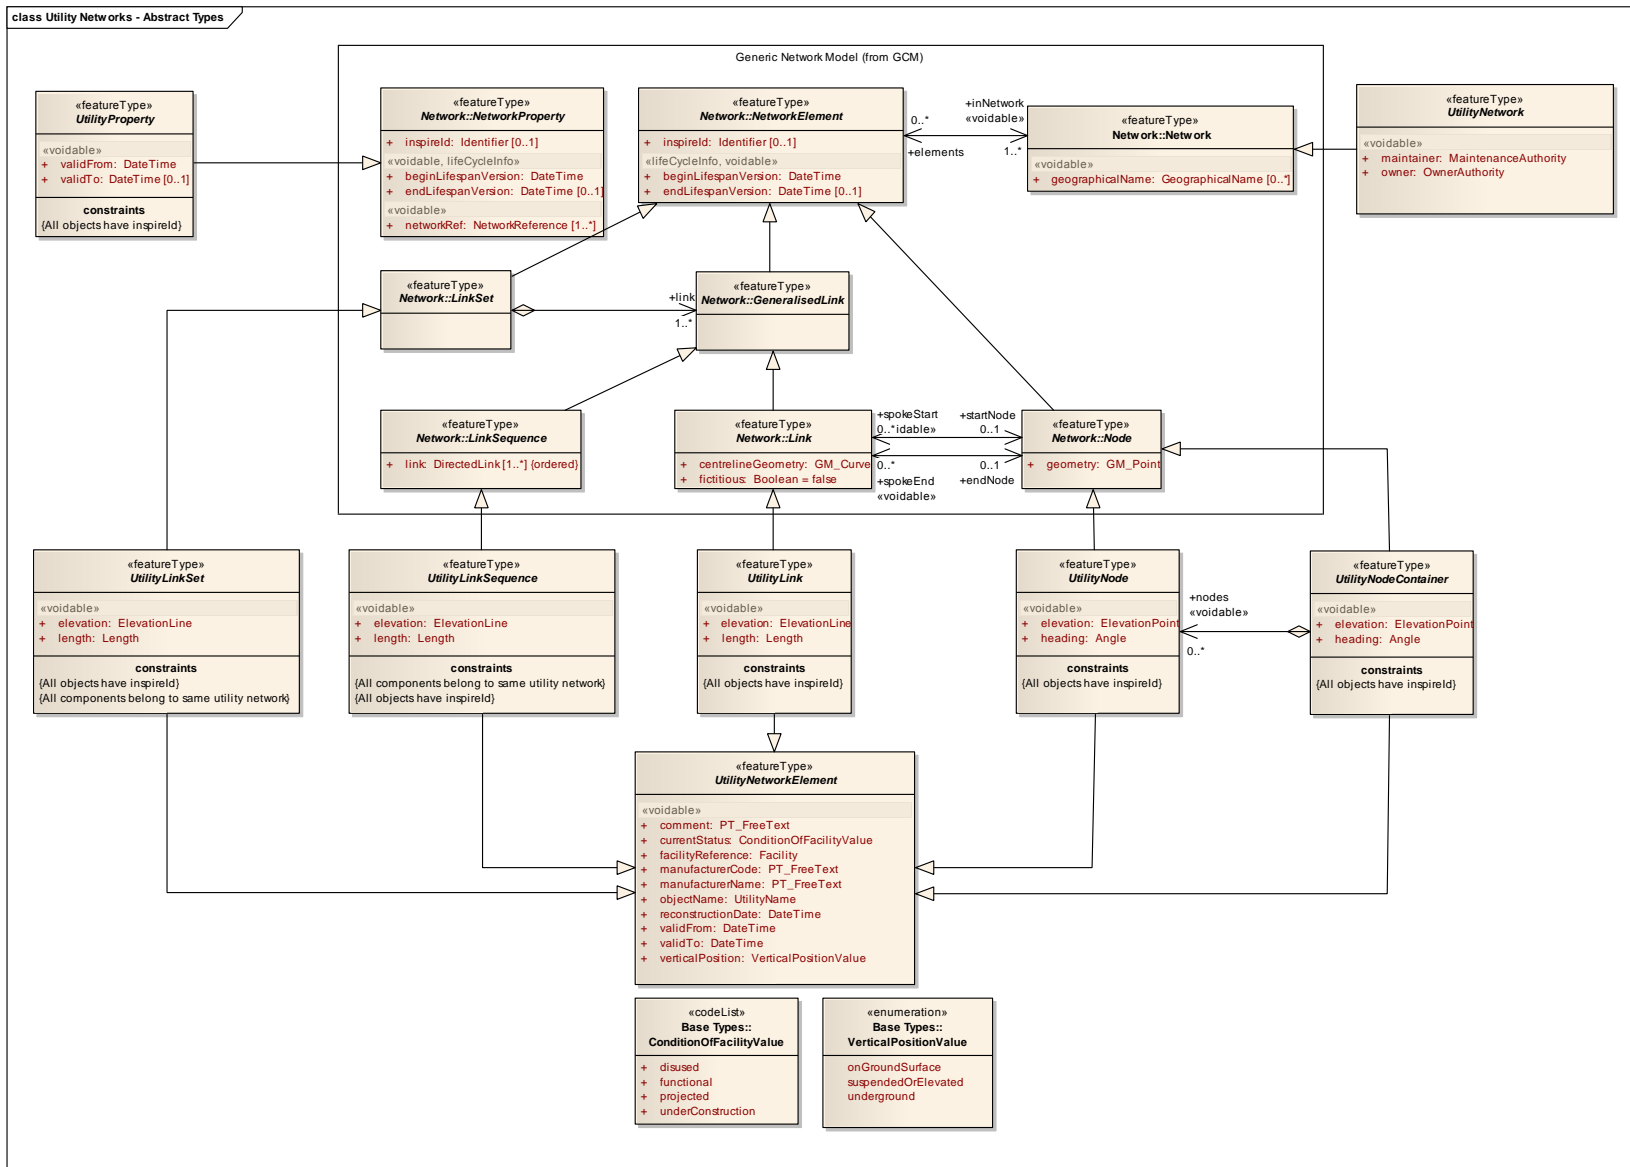 class Utility Networks - Abstract Types
Generic Network Model (from GCM)
«featureType»
UtilityProperty
«voidable»
+ validFrom: DateTime
+ validTo: DateTime [0..1]
constraints
{All objects have inspireId}
«featureType»
Network::NetworkProperty
+ inspireId: Identifier [0..1]
«voidable, lifeCycleInfo»
+ beginLifespanVersion: DateTime
+ endLifespanVersion: DateTime [0..1]
«voidable»
+ networkRef: NetworkReference [1..*]
«featureType»
Network::NetworkElement
+ inspireId: Identifier [0..1]
«lifeCycleInfo, voidable»
+ beginLifespanVersion: DateTime
+ endLifespanVersion: DateTime [0..1]
0..*
+elements
+inNetwork
«voidable»
1..*
«featureType»
Network::Network
«voidable»
+ geographicalName: GeographicalName [0..*]
«featureType»
UtilityNetwork
«voidable»
+ maintainer: MaintenanceAuthority
+ owner: OwnerAuthority
«featureType»
Network::LinkSet
+link
1..*
«featureType»
Network::GeneralisedLink
«featureType»
Network::LinkSequence
+ link: DirectedLink [1..*] {ordered}
«featureType»
Network::Link
+ centrelineGeometry: GM_Curve
+ fictitious: Boolean = false
+spokeStart
0..*idable»
+startNode
0..1
0..*
+spokeEnd
«voidable»
0..1
+endNode
«featureType»
Network::Node
+ geometry: GM_Point
«featureType»
UtilityLinkSet
«voidable»
+ elevation: ElevationLine
+ length: Length
constraints
{All objects have inspireId}
{All components belong to same utility network}
«featureType»
UtilityLinkSequence
«voidable»
+ elevation: ElevationLine
+ length: Length
constraints
{All components belong to same utility network}
{All objects have inspireId}
«featureType»
UtilityLink
«voidable»
+ elevation: ElevationLine
+ length: Length
constraints
{All objects have inspireId}
«featureType»
UtilityNode
«voidable»
+ elevation: ElevationPoint
+ heading: Angle
constraints
{All objects have inspireId}
+nodes
«voidable»
0..*
«featureType»
UtilityNodeContainer
«voidable»
+ elevation: ElevationPoint
+ heading: Angle
constraints
{All objects have inspireId}
«featureType»
UtilityNetworkElement
«voidable»
+ comment: PT_FreeText
+ currentStatus: ConditionOfFacilityValue
+ facilityReference: Facility
+ manufacturerCode: PT_FreeText
+ manufacturerName: PT_FreeText
+ objectName: UtilityName
+ reconstructionDate: DateTime
+ validFrom: DateTime
+ validTo: DateTime
+ verticalPosition: VerticalPositionValue
«codeList»
Base Types::
ConditionOfFacilityValue
+ disused
+ functional
+ projected
+ underConstruction
«enumeration»
Base Types::
VerticalPositionValue
onGroundSurface
suspendedOrElevated
underground